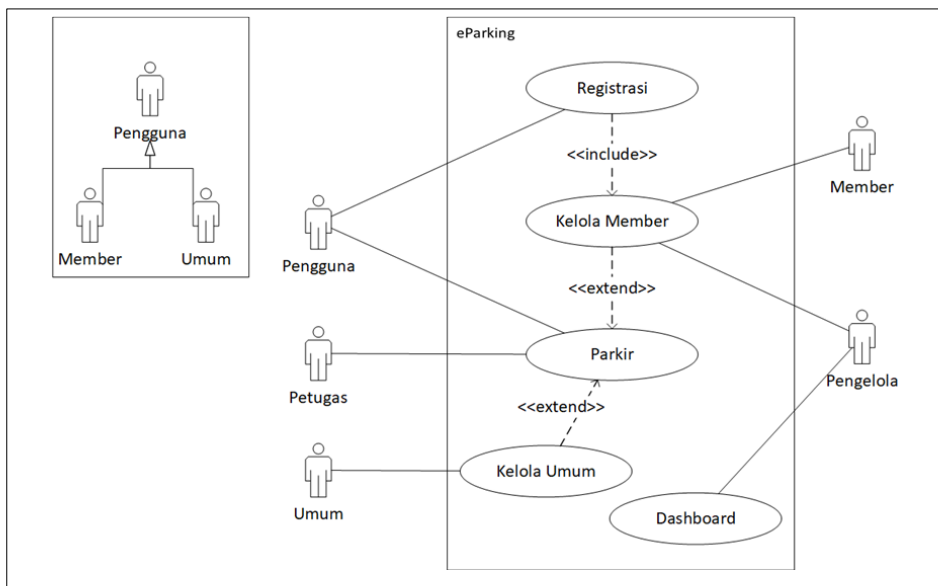 eParking
Pengguna
Member
Umum
Registrasi
<<include>>
Member
Kelola Member
Pengguna
<<extend>>
Parkir
Pengelola
Petugas
<<extend>>
Kelola Umum
Umum
Dashboard